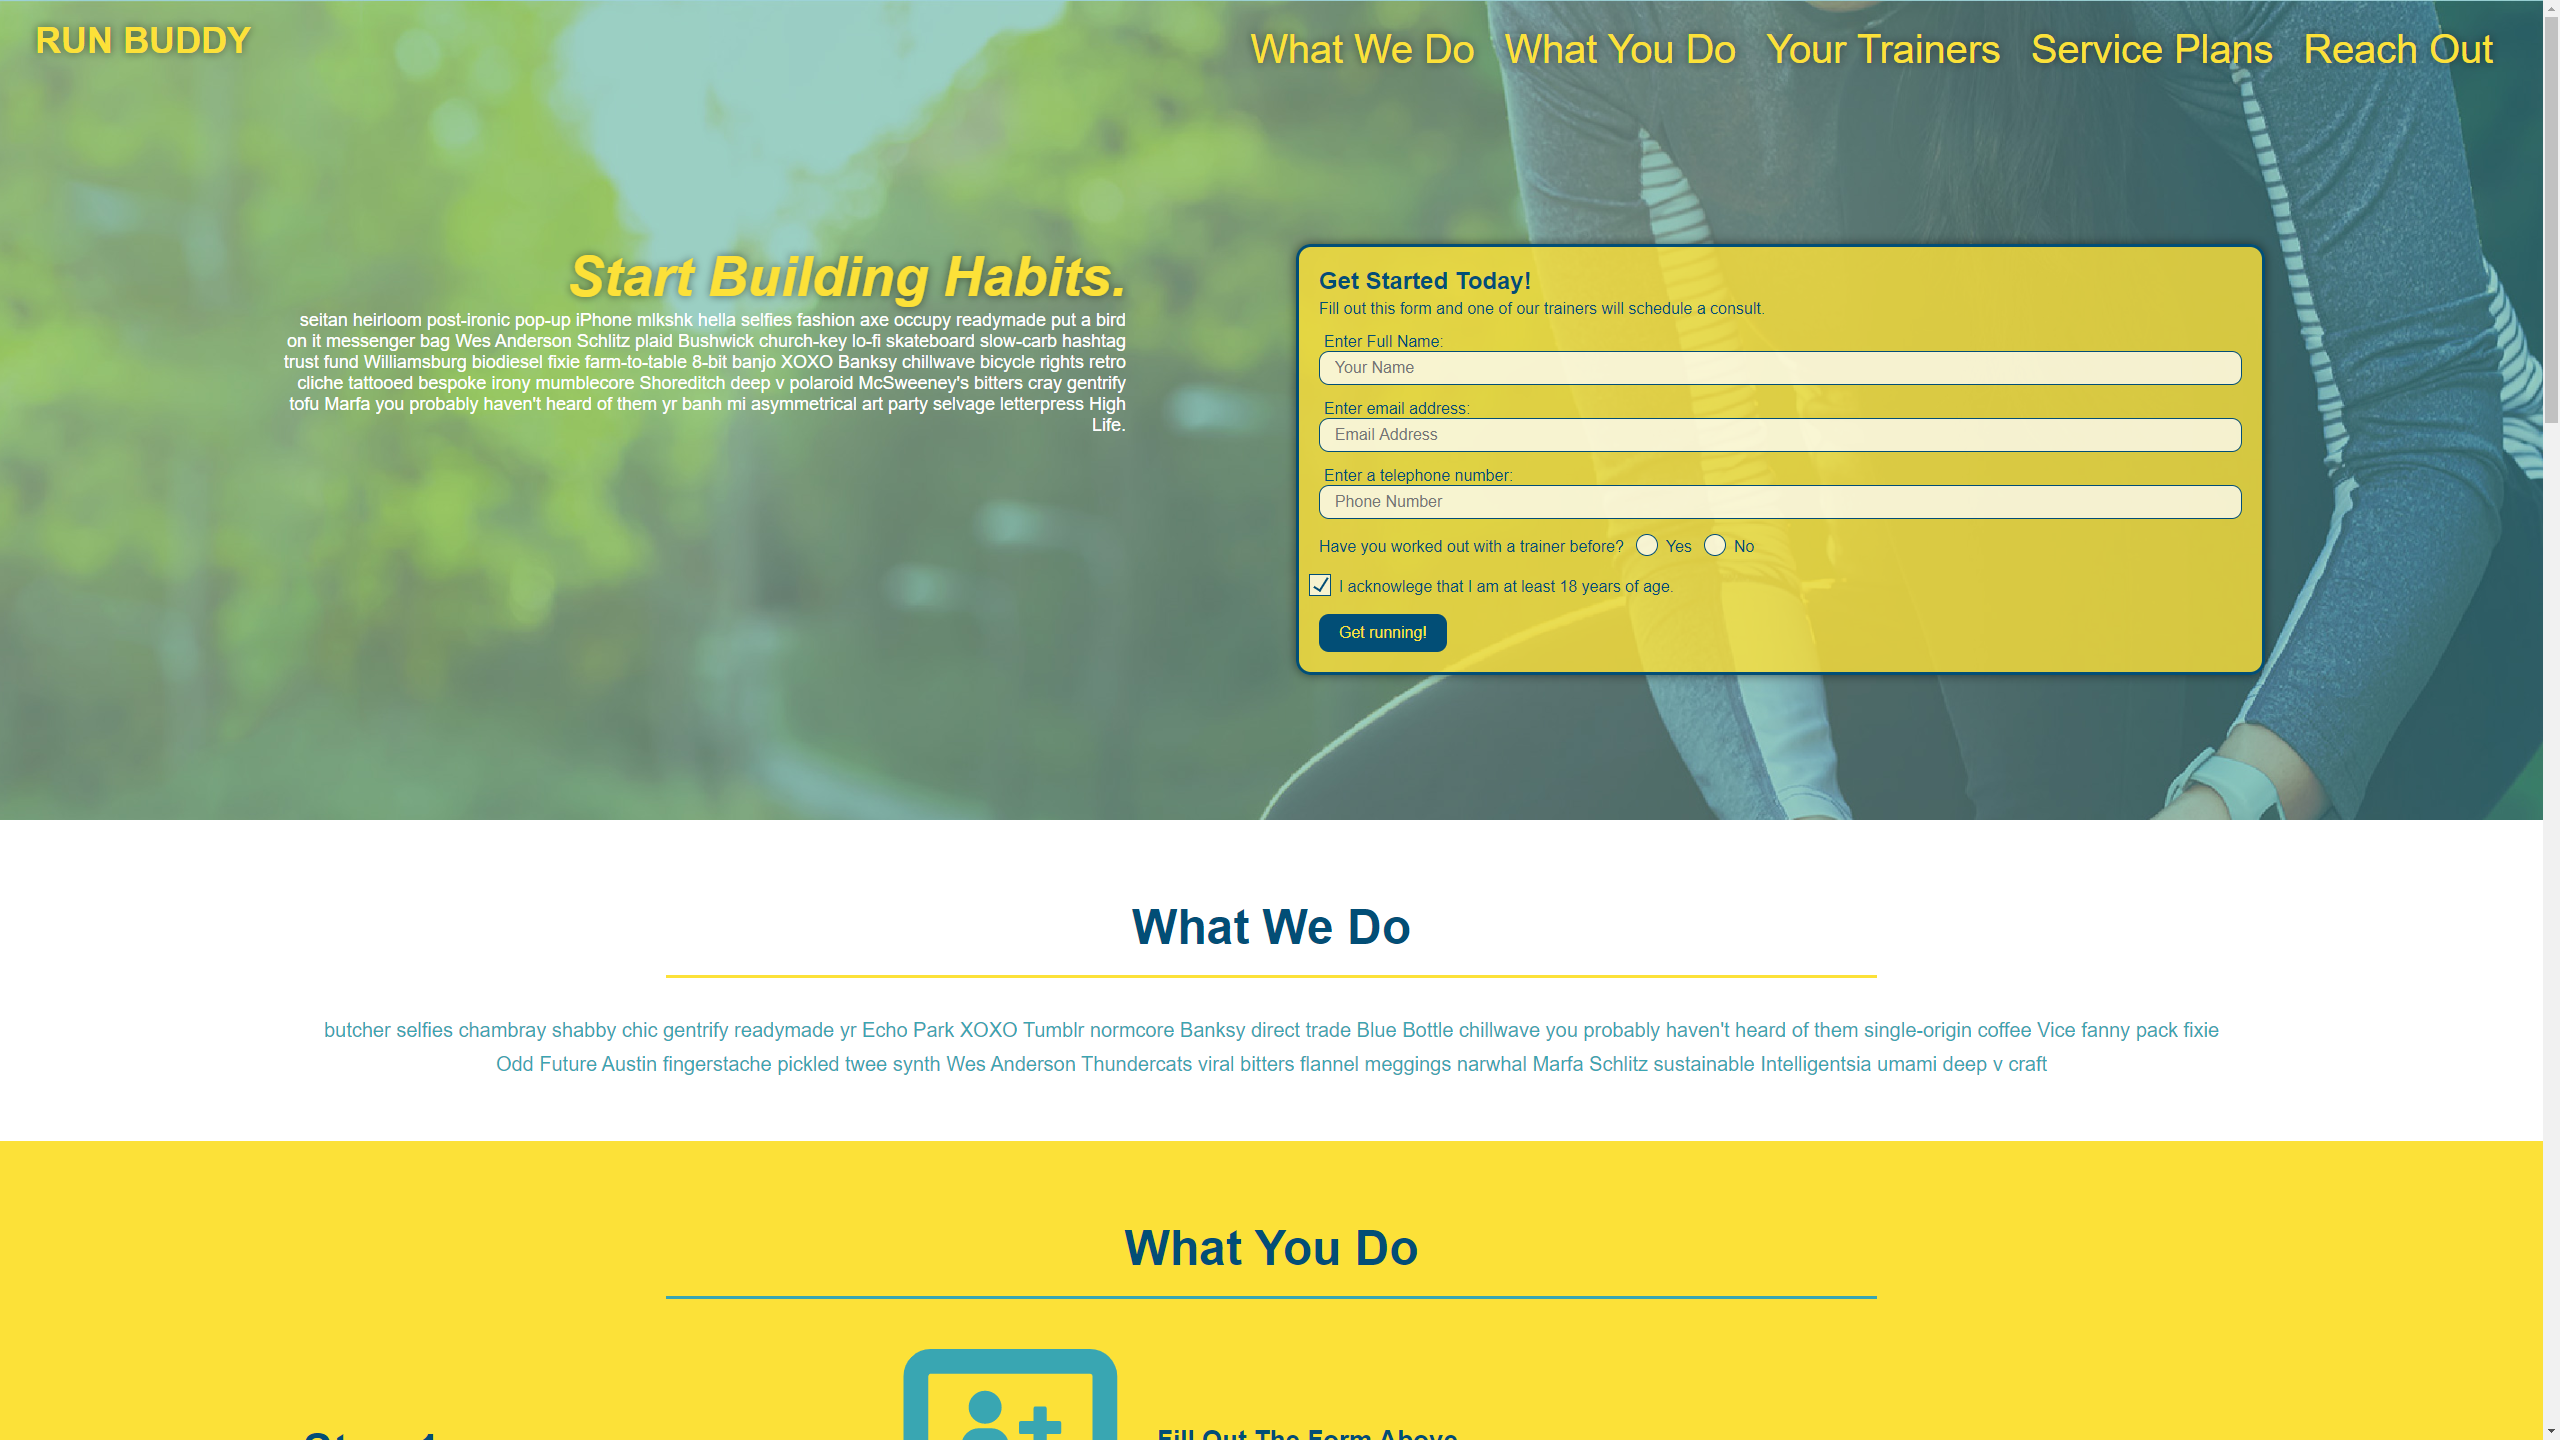 RUN BUDDY
What We Do What You Do Your Trainers Service Plans Reach Out
Start Building Habits.
seitan heirloom post-ironic pop-up iPhone mlkshk hella selfies fashion axe occupy readymade put a bird
on it messenger bag Wes Anderson Schlitz plaid Bushwick church-key lo-fi skateboard slow-carb hashtag
trust fund Williamsburg biodiesel fixie farm-to-table 8-bit banjo XOXO Banksy chillwave bicycle rights retro
cliche tattooed bespoke irony mumblecore Shoreditch deep v polaroid McSweeney's bitters cray gentrify
tofu Marfa you probably haven't heard of them yr banh mi asymmetrical art party selvage letterpress High
Life.
Get Started Today!
Fill out this form and one of our trainers will schedule a consult.
Enter Full Name:
Your Name
Enter email address:
Email Address
Enter a telephone number:
Phone Number
Have you worked out with a trainer before? Yes No
I acknowlege that I am at least 18 years of age.
Get running!
What We Do
butcher selfies chambray shabby chic gentrify readymade yr Echo Park XOXO Tumblr normcore Banksy direct trade Blue Bottle chillwave you probably haven't heard of them single-origin coffee Vice fanny pack fixie
Odd Future Austin fingerstache pickled twee synth Wes Anderson Thundercats viral bitters flannel meggings narwhal Marfa Schlitz sustainable Intelligentsia umami deep v craft
What You Do
Step 1
Fill Out The Form Above